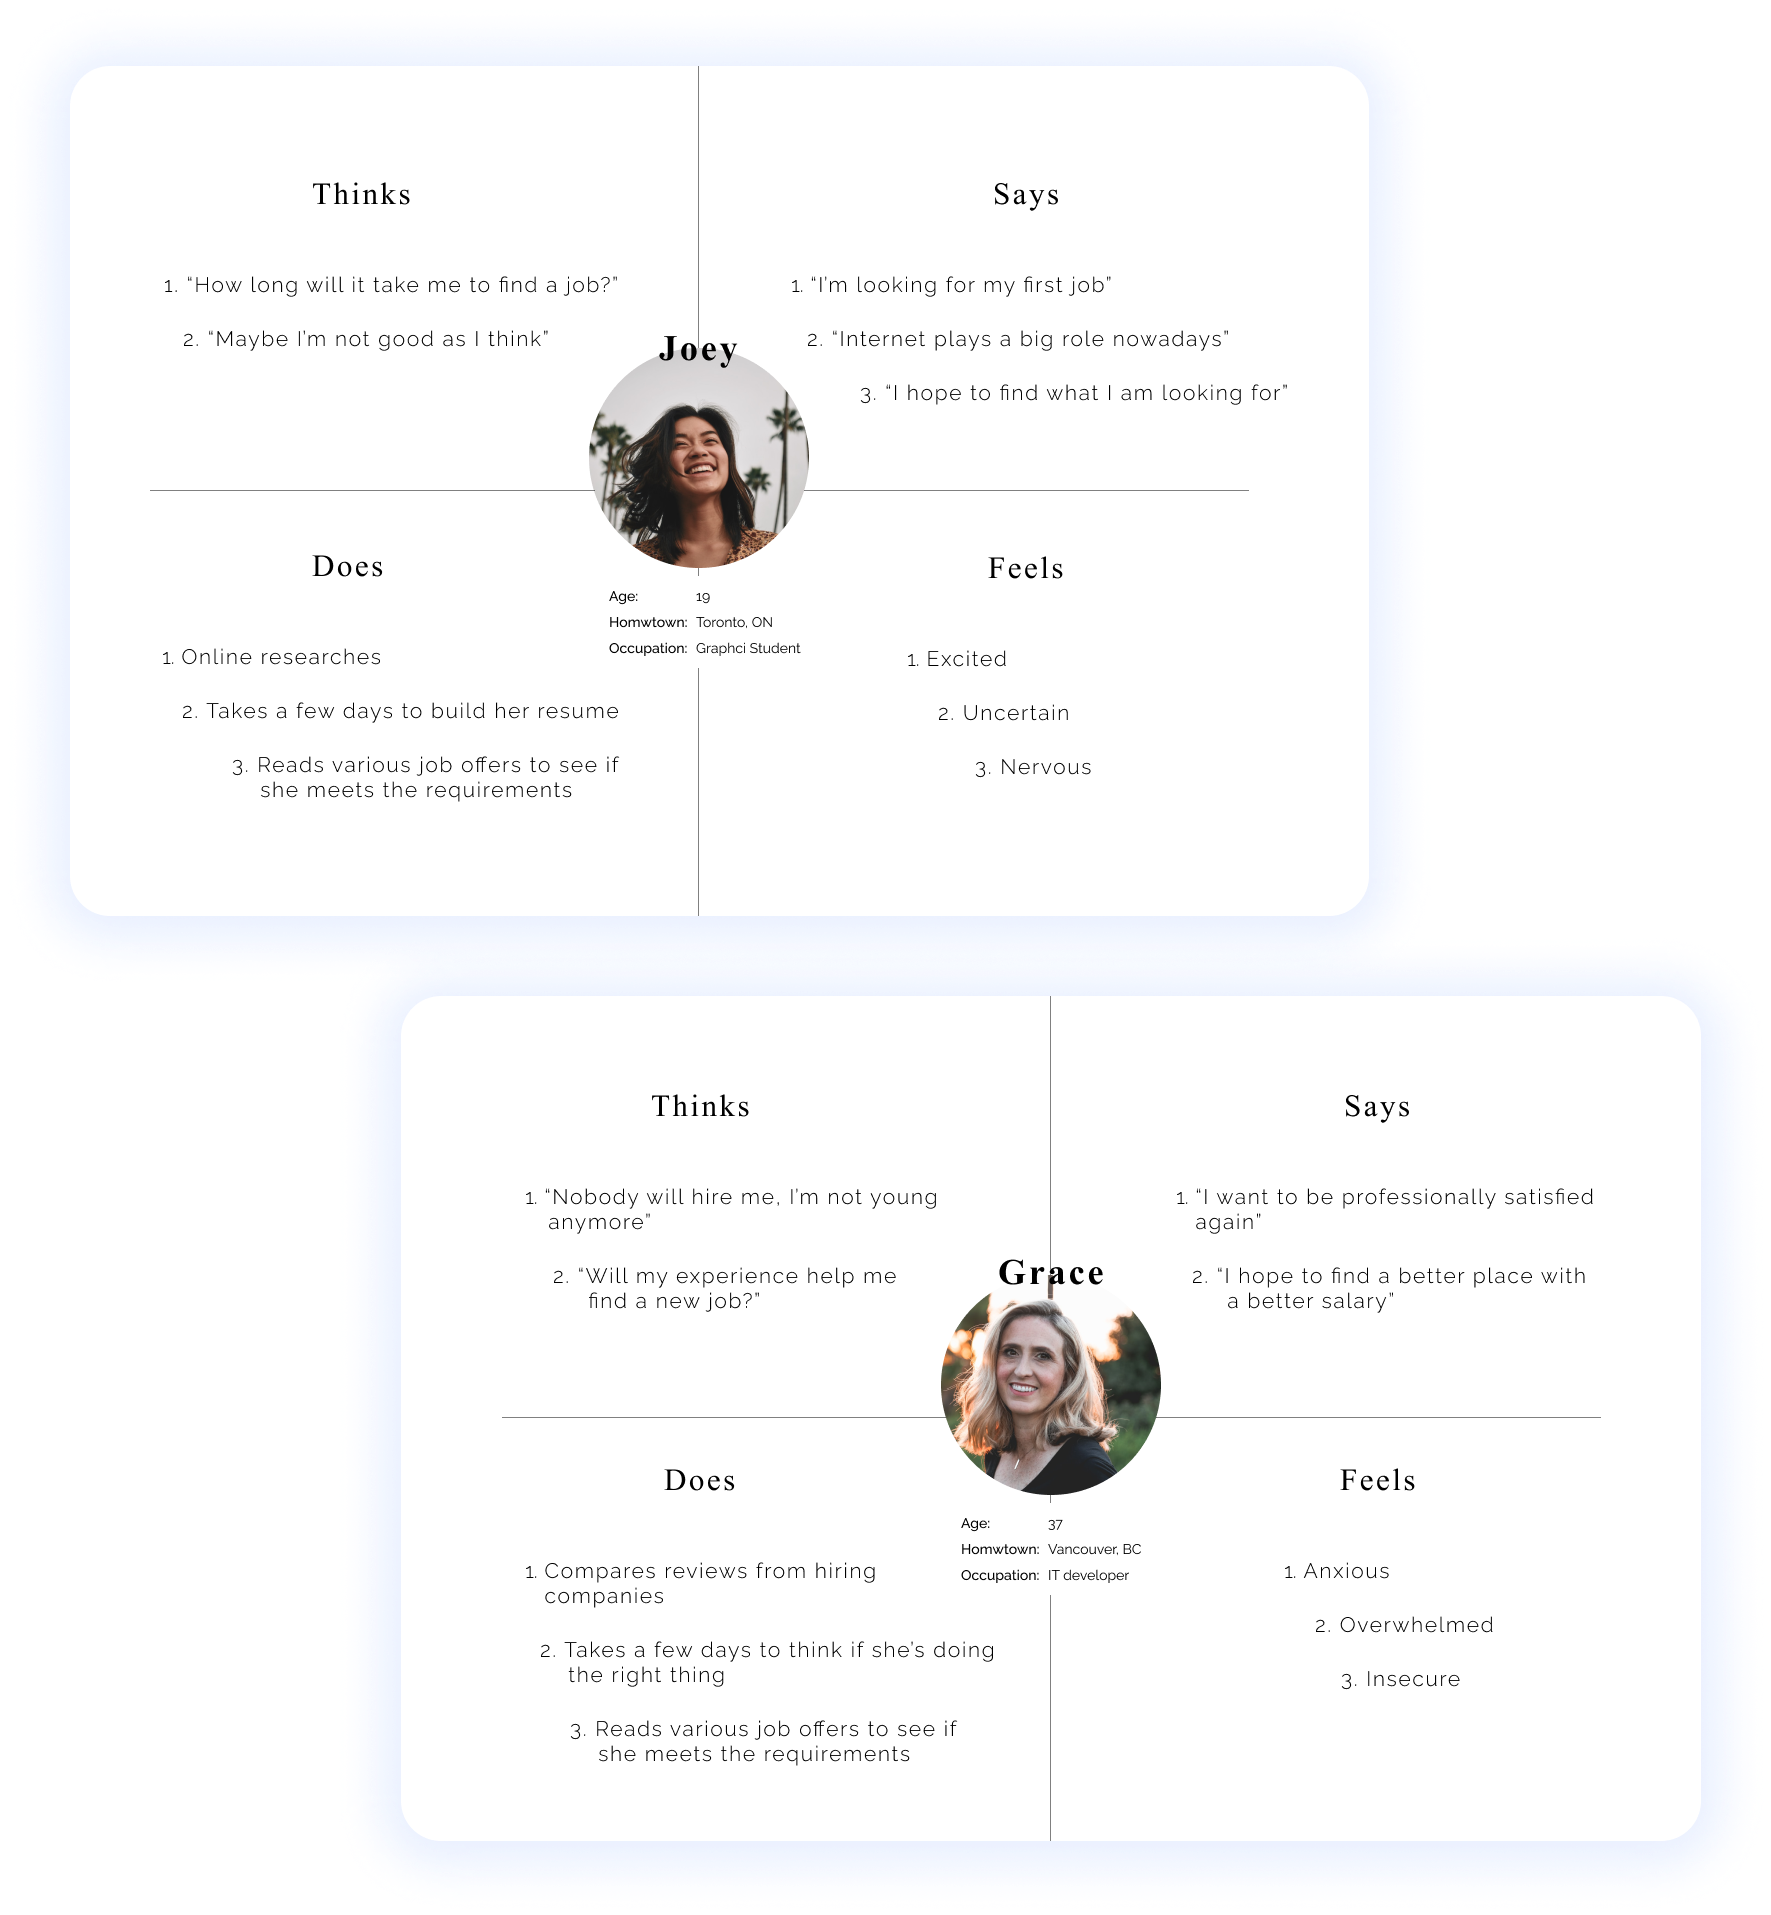 Thinks
1. “How long will it take me to find a job?”
2. “Maybe I’m not good as I think”
Says
1. “I’m looking for my first job”
2. “Internet plays a big role nowadays”
3. “I hope to find what I am looking for”
Joey
Age: 19
Homwtown: Toronto, ON
Occupation: Graphci Student
Does
1. Online researches
2. Takes a few days to build her resume
3. Reads various job offers to see if
she meets the requirements
Feels
1. Excited
2. Uncertain
3. Nervous
Thinks
1. “Nobody will hire me, I’m not young
anymore”
2. “Will my experience help me
find a new job?”
Says
1. “I want to be professionally satisfied
again”
2. “I hope to find a better place with
a better salary”
Grace
Age: 37
Homwtown: Vancouver, BC
Occupation: IT developer
Does
1. Compares reviews from hiring
companies
2. Takes a few days to think if she’s doing
the right thing
3. Reads various job offers to see if
she meets the requirements
Feels
1. Anxious
2. Overwhelmed
3. Insecure